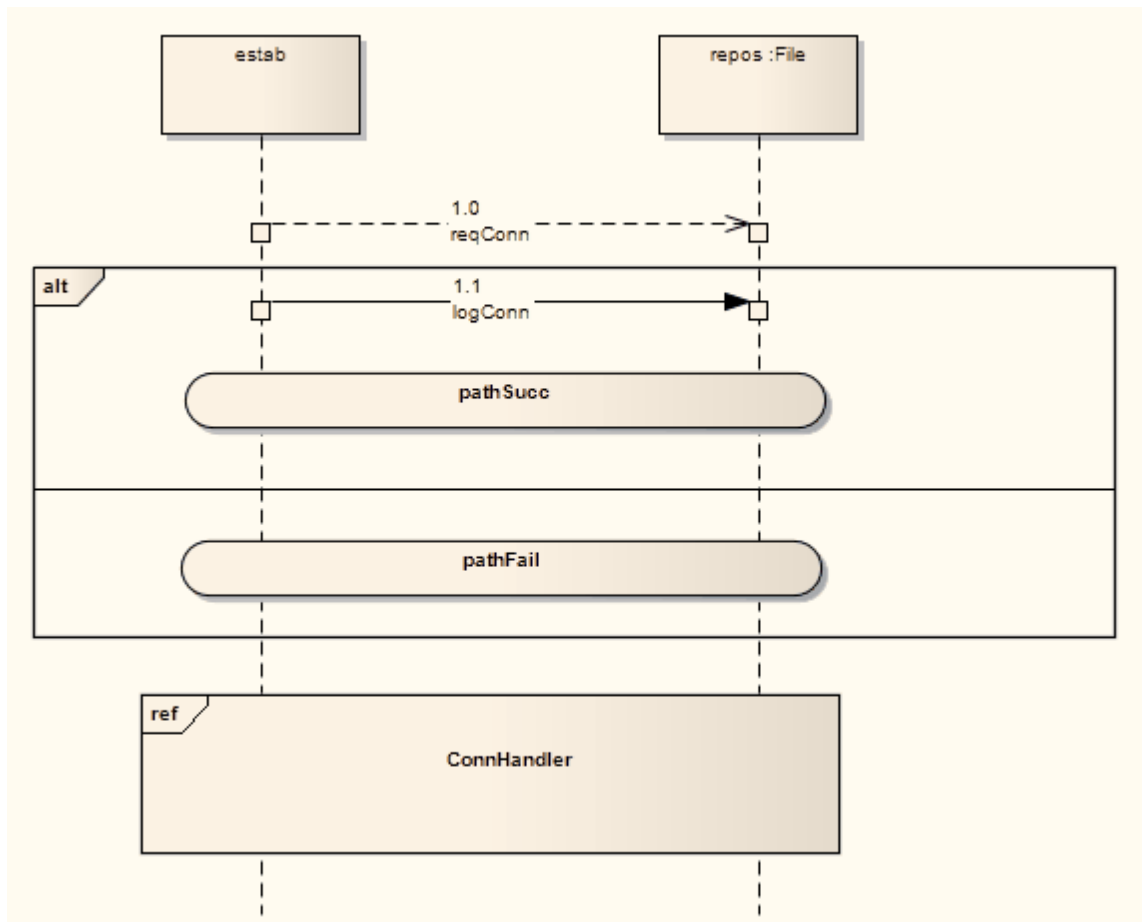 estab
repos :File
1.0
reqConn
alt
1.1
logConn
pathSucc
pathFail
ref
ConnHandler